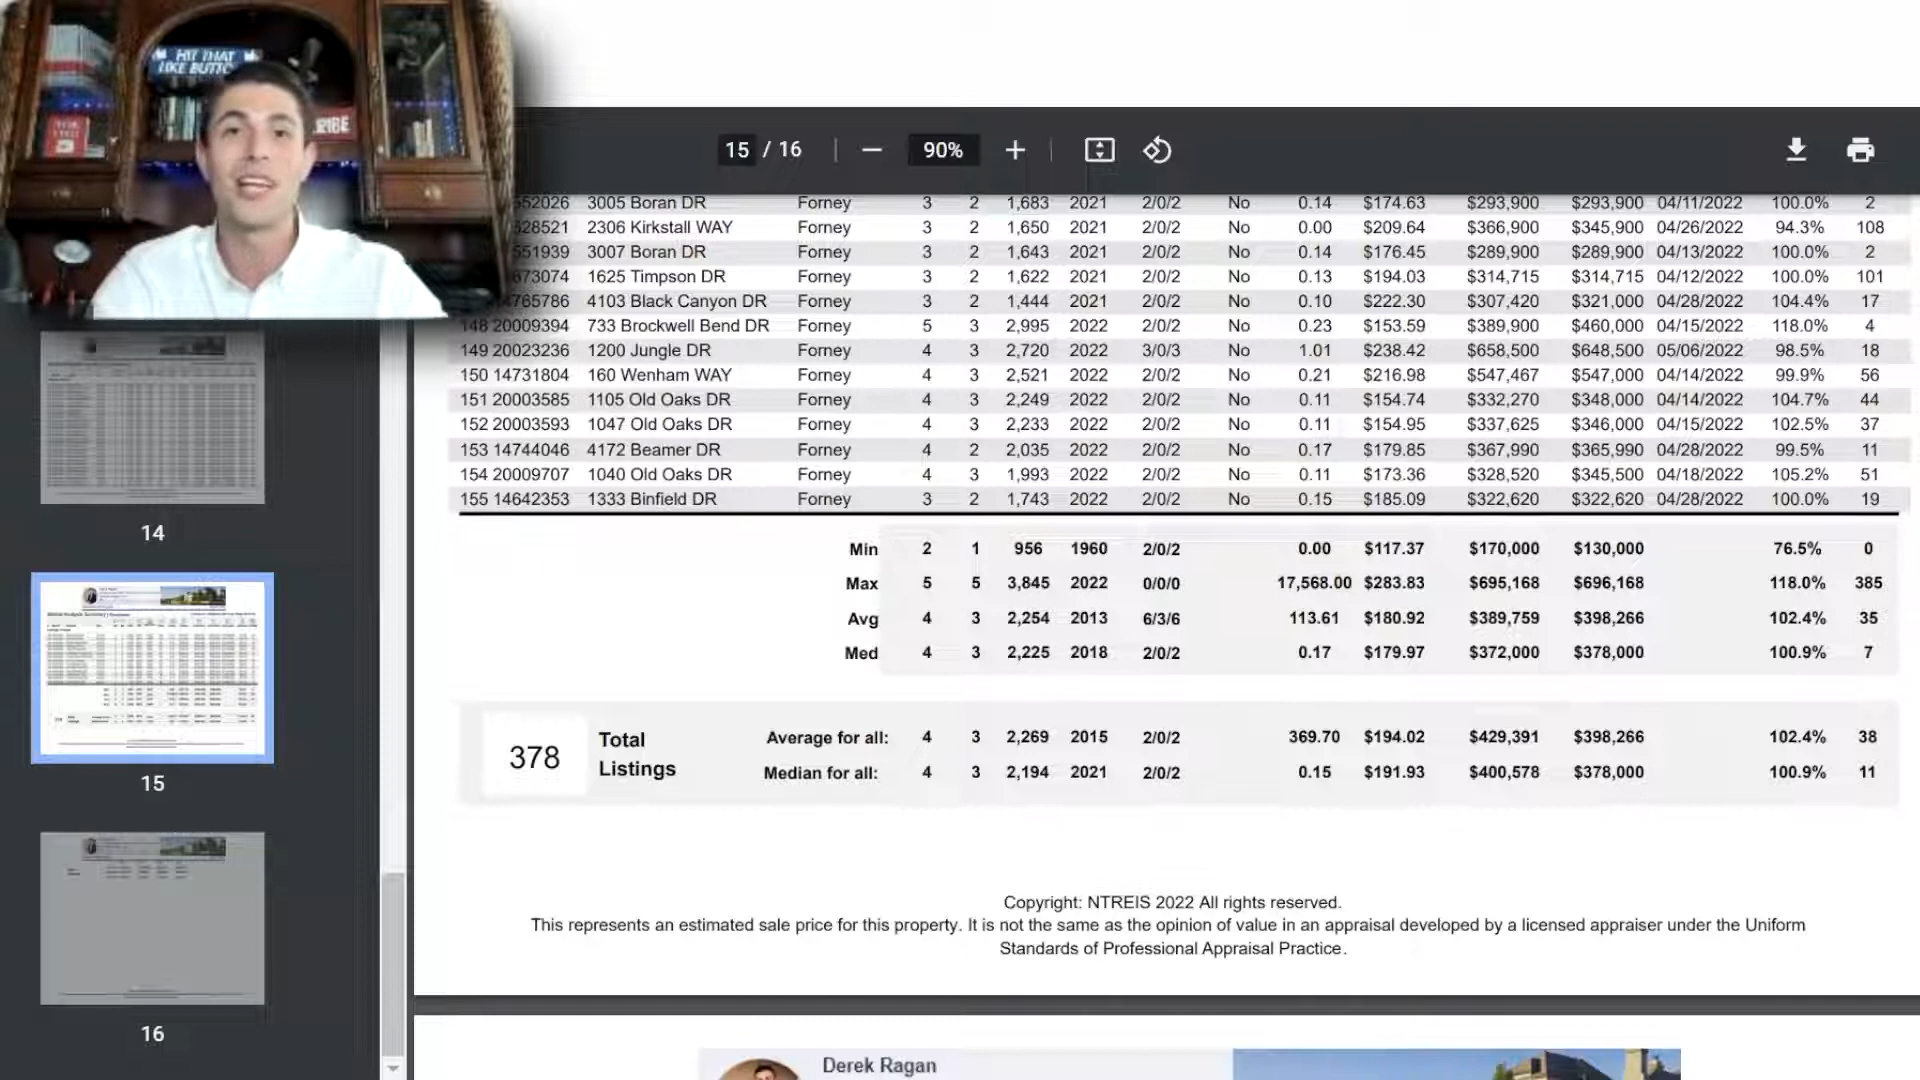 HIT THAT
LIKE BUTTO
15 / 16
90%
52026 3005 Boran DR Forney 3 2 1,683 2021 2/0/2 No 0.14 $174.63 $293,900 $293,900 04/11/2022 100.0% 2
28521 2306 Kirkstall WAY Forney 3 2 1,650 2021 2/0/2 No 0.00 $209.64 $366,900 $345,900 04/26/2022 94.3% 108
551939 3007 Boran DR Forney 3 2 1,643 2021 2/0/2 No 0.14 $176.45 $289,900 $289,900 04/13/2022 100.0% 2
673074 1625 Timpson DR Forney 3 2 1,622 2021 2/0/2 No 0.13 $194.03 $314,715 $314,715 04/12/2022 100.0% 101
4765786 4103 Black Canyon DR Forney 3 2 1,444 2021 2/0/2 No 0.10 $222.30 $307,420 $321,000 04/28/2022 104.4% 17
148 20009394 733 Brockwell Bend DR Forney 5 3 2,995 2022 2/0/2 No 0.23 $153.59 $389,900 $460,000 04/15/2022 118.0% 4
149 20023236 1200 Jungle DR Forney 4 3 2,720 2022 3/0/3 No 1.01 $238.42 $658,500 $648,500 05/06/2022 98.5% 18
150 14731804 160 Wenham WAY Forney 4 3 2,521 2022 2/0/2 No 0.21 $216.98 $547,467 $547,000 04/14/2022 99.9% 56
151 20003585 1105 Old Oaks DR Forney 4 3 2,249 2022 2/0/2 No 0.11 $154.74 $332,270 $348,000 04/14/2022 104.7% 44
152 20003593 1047 Old Oaks DR Forney 4 3 2,233 2022 2/0/2 No 0.11 $154.95 $337,625 $346,000 04/15/2022 102.5% 37
153 14744046 4172 Beamer DR Forney 4 2 2,035 2022 2/0/2 No 0.17 $179.85 $367,990 $365,990 04/28/2022 99.5% 11
154 20009707 1040 Old Oaks DR Forney 4 3 1,993 2022 2/0/2 No 0.11 $173.36 $328,520 $345,500 04/18/2022 105.2% 51
155 14642353 1333 Binfield DR Forney 3 2 1,743 2022 2/0/2 No 0.15 $185.09 $322,620 $322,620 04/28/2022 100.0% 19
Min 2 1 956 1960 2/0/2 0.00 $117.37 $170,000 $130,000 76.5% 0
Max 5 5 3,845 2022 0/0/0 17,568.00 $283.83 $695,168 $696,168 118.0% 385
Avg 4 3 2,254 2013 6/3/6 113.61 $180.92 $389,759 $398,266 102.4% 35
Med 4 3 2,225 2018 2/0/2 0.17 $179.97 $372,000 $378,000 100.9% 7
378 Total Listings
Average for all: 4 3 2,269 2015 2/0/2 369.70 $194.02 $429,391 $398,266 102.4% 38
Median for all: 4 3 2,194 2021 2/0/2 0.15 $191.93 $400,578 $378,000 100.9% 11
Copyright: NTREIS 2022 All rights reserved.
This represents an estimated sale price for this property. It is not the same as the opinion of value in an appraisal developed by a licensed appraiser under the Uniform
Standards of Professional Appraisal Practice.
Derek Ragan
14
15
16